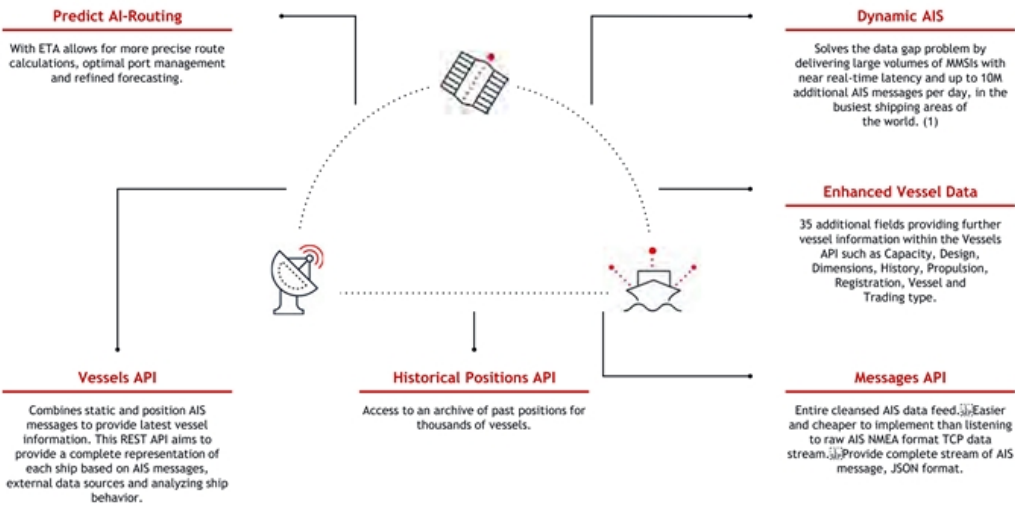 Predict AI-Routing
With ETA allows for more precise route
calculations, optimal port management
and refined forecasting.
Dynamic AIS
Solves the data gap problem by
delivering large volumes of MMSIs with
near real-time latency and up to 10M
additional AIS messages per day, in the
busiest shipping areas of
the world. (1)
Enhanced Vessel Data
35 additional fields providing further
vessel information within the Vessels
API such as Capacity, Design,
Dimensions, History, Propulsion,
Registration, Vessel and
Trading type.
Vessels API
Combines static and position AIS
messages to provide latest vessel
information. This REST API aims to
provide a complete representation of
each ship based on AIS messages,
external data sources and analyzing ship
behavior.
Historical Positions API
Access to an archive of past positions for
thousands of vessels.
Messages API
Entire cleansed AIS data feed. Easier
and cheaper to implement than listening
to raw AIS NMEA format TCP data
stream. Provide complete stream of AIS
message, JSON format.